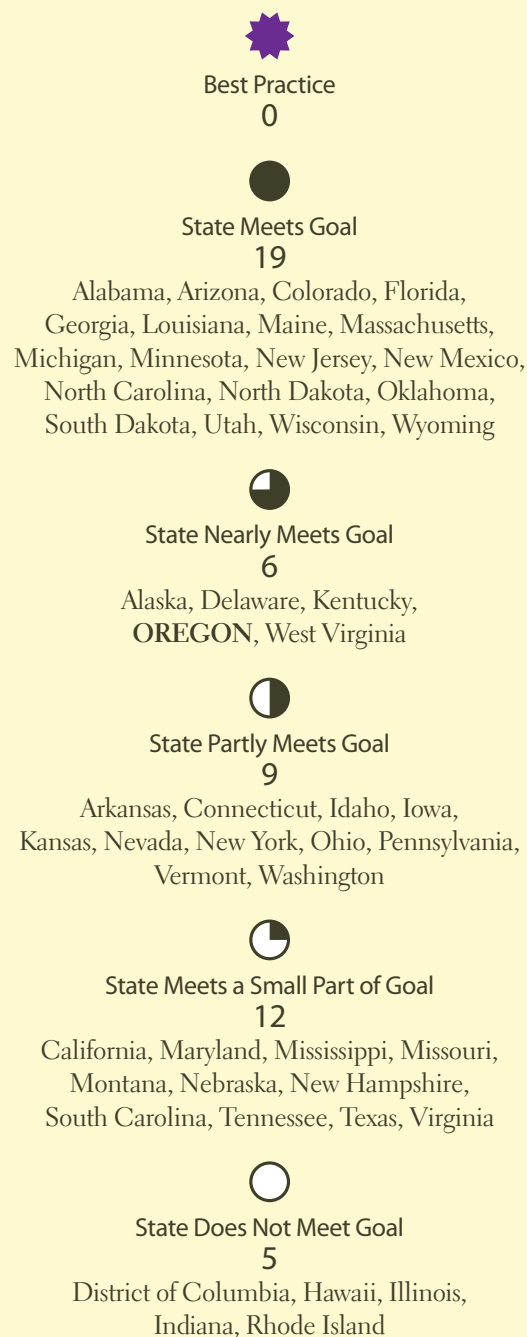 Best Practice
0
State Meets Goal
19
Alabama, Arizona, Colorado, Florida,
Georgia, Louisiana, Maine, Massachusetts,
Michigan, Minnesota, New Jersey, New Mexico,
North Carolina, North Dakota, Oklahoma,
South Dakota, Utah, Wisconsin, Wyoming
State Nearly Meets Goal
6
Alaska, Delaware, Kentucky,
OREGON, West Virginia
State Partly Meets Goal
9
Arkansas, Connecticut, Idaho, Iowa,
Kansas, Nevada, New York, Ohio, Pennsylvania,
Vermont, Washington
State Meets a Small Part of Goal
12
California, Maryland, Mississippi, Missouri,
Montana, Nebraska, New Hampshire,
South Carolina, Tennessee, Texas, Virginia
State Does Not Meet Goal
5
District of Columbia, Hawaii, Illinois,
Indiana, Rhode Island